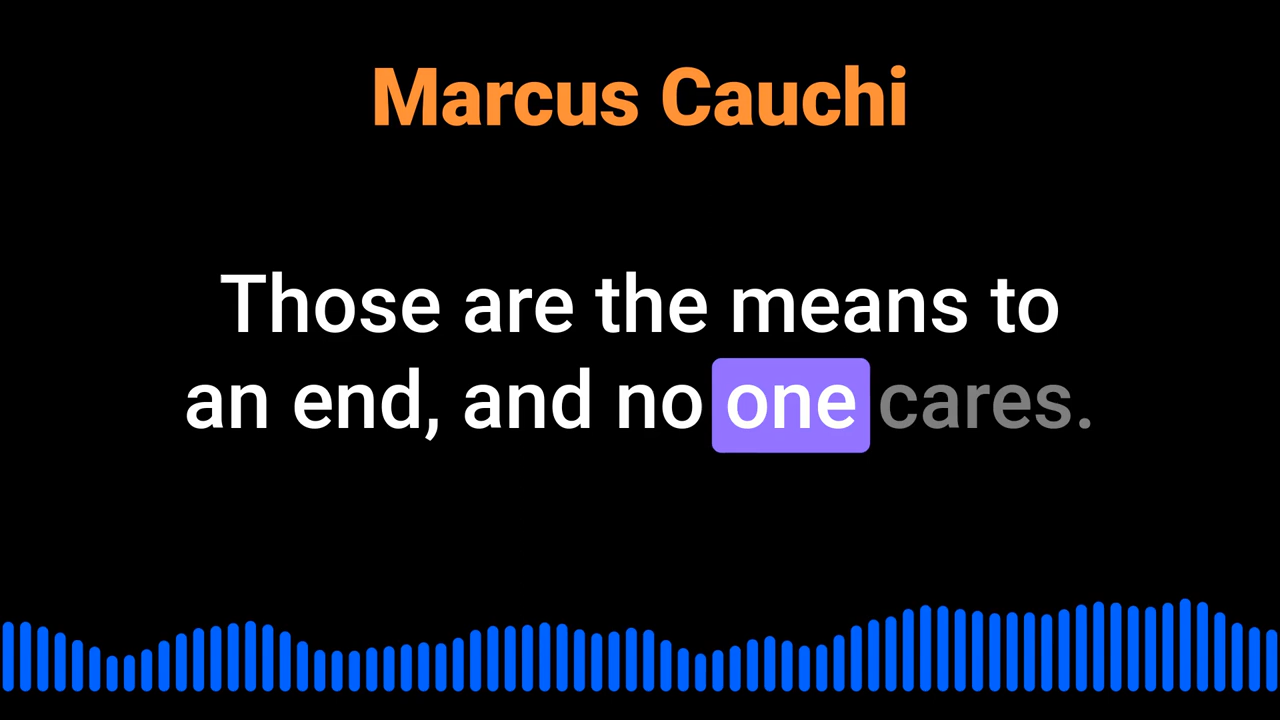 Marcus Cauchi
Those are the means to
an end, and no one cares.